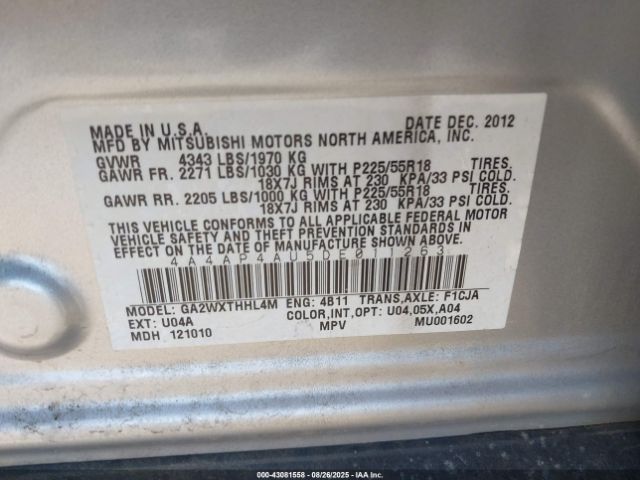 MADE IN U.S.A. DATE DEC. 2012
MFD BY MITSUBISHI MOTORS NORTH AMERICA, INC.
GVWR 4343 LBS/1970 KG
GAWR FR. 2271 LBS/1030 KG WITH P225/55R18 TIRES.
18X7J RIMS AT 230 KPA/33 PSI COLD.
GAWR RR. 2205 LBS/1000 KG WITH P225/55R18 TIRES.
18X7J RIMS AT 230 KPA/33 PSI COLD.
THIS VEHICLE CONFORMS TO ALL APPLICABLE FEDERAL MOTOR
VEHICLE SAFETY AND THEFT PREVENTION STANDARDS IN
EFFECT ON THE DATE OF MANUFACTURE SHOWN ABOVE.
4A4AP4AU5DE011263
MODEL: GA2WXTHHL4M ENG: 4B11 TRANS,AXLE: F1CJA
EXT: U04A COLOR,INT,OPT: U04,05X,A04
MDH 121010 MPV MU001602
000-43081558 - 08/26/2025 - IAAI.com